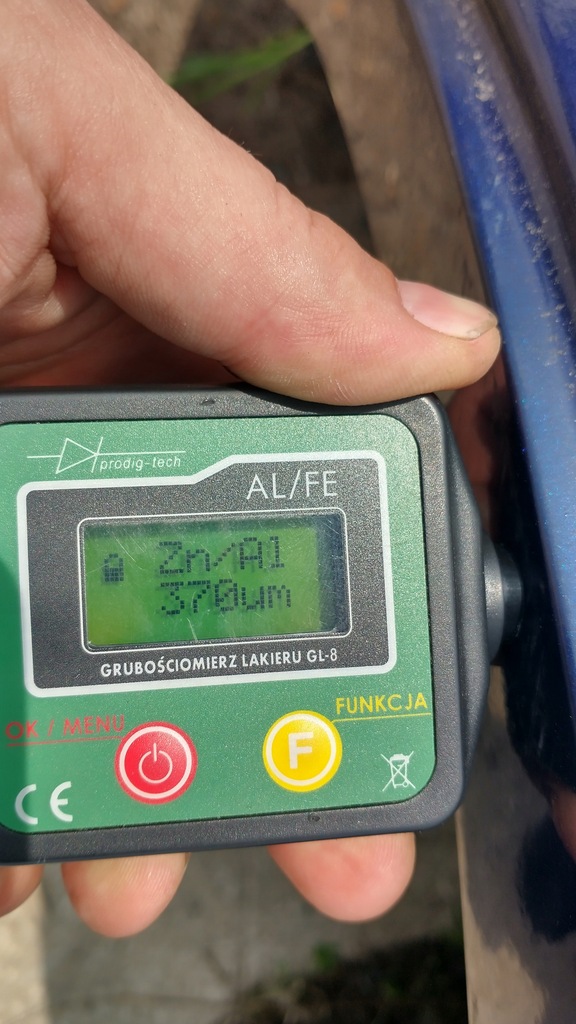 prodig-tech
AL/FE
Zn/Al
370um
GRUBOŚCIOMIERZ LAKIERU GL-8
OK / MENU
FUNKCJA
F
CE